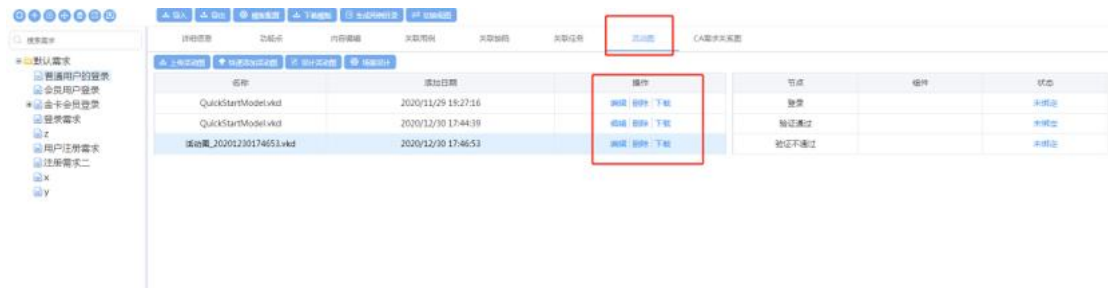 导入 导出 模板配置 下载模板 生成用例目录 切换视图
搜索需求
详细信息 功能点 内容编辑 关联用例 关联缺陷 关联任务 活动图 CA需求关系图
默认需求
普通用户的登录
会员用户登录
金卡会员登录
登录需求
z
用户注册需求
注册需求二
x
y
上传活动图 快速添加活动图 设计活动图
名称 添加日期 操作 节点 组件 状态
QuickStartModel.vkd 2020/11/29 19:27:16 编辑 删除 下载 登录 未绑定
QuickStartModel.vkd 2020/12/30 17:44:39 编辑 删除 下载 验证通过 未绑定
活动图_20201230174653.vkd 2020/12/30 17:46:53 编辑 删除 下载 验证不通过 未绑定